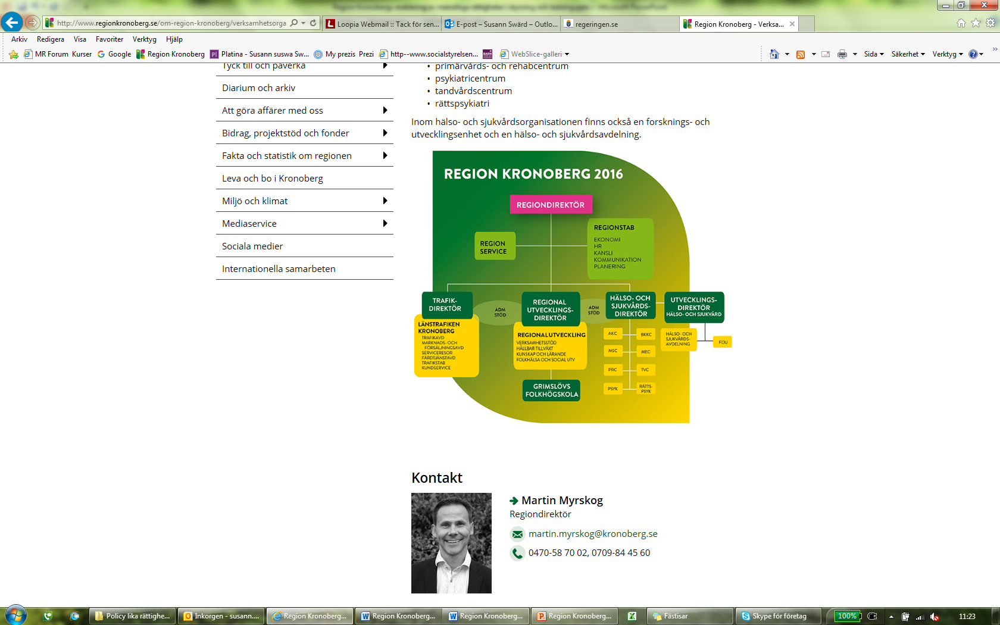 http://www.regionkronoberg.se/om-region-kronoberg/verksamhetsorga
Loopia Webmail :: Tack för sen...
E-post – Susann Swärd – Outlo...
regeringen.se
Region Kronoberg - Verksa...
Arkiv Redigera Visa Favoriter Verktyg Hjälp
MR Forum Kurser Google Region Kronoberg Platina - Susann suswa Sw... My prezis Prezi http--www.socialstyrelsen... WebSlice-galleri
Sida Säkerhet Verktyg
Tyck till och påverka
Diarium och arkiv
Att göra affärer med oss
Bidrag, projektstöd och fonder
Fakta och statistik om regionen
Leva och bo i Kronoberg
Miljö och klimat
Mediaservice
Sociala medier
Internationella samarbeten
• primärvårds- och rehabcentrum
• psykiatricentrum
• tandvårdscentrum
• rättspsykiatri
Inom hälso- och sjukvårdsorganisationen finns också en forsknings- och
utvecklingsenhet och en hälso- och sjukvårdsavdelning.
REGION KRONOBERG 2016
REGIONDIREKTÖR
REGION
SERVICE
REGIONSTAB
EKONOMI
HR
KANSLI
KOMMUNIKATION
PLANERING
TRAFIK-
DIREKTÖR
ADM
STÖD
REGIONAL
UTVECKLINGS-
DIREKTÖR
ADM
STÖD
HÄLSO- OCH
SJUKVÅRDS-
DIREKTÖR
UTVECKLINGS-
DIREKTÖR
HÄLSO- OCH SJUKVÅRD
LÄNSTRAFIKEN
KRONOBERG
TRAFIKAVD
MARKNADS- OCH
FÖRSÄLJNINGSAVD
SERVICERESOR
FÄRDTJÄNSTAVD
TRAFIKSTAB
KUNDSERVICE
REGIONAL UTVECKLING
VERKSAMHETSSTÖD
HÅLLBAR TILLVÄXT
KUNSKAP OCH LÄRANDE
FOLKHÄLSA OCH SOCIAL UTV
GRIMSLÖVS
FOLKHÖGSKOLA
AKC BKKC
MSC MEC
PRC TVC
PSYK RÄTTS-
PSYK
HÄLSO- OCH
SJUKVÅRDS-
AVDELNING
FOU
Kontakt
Martin Myrskog
Regiondirektör
martin.myrskog@kronoberg.se
0470-58 70 02, 0709-84 45 60
Policy lika rättighe...
Inkorgen - susann....
Region Kronoberg...
Region Kronoberg...
Region Kronoberg...
Region Kronoberg...
Fästisar
Skype för företag
100%
11:23